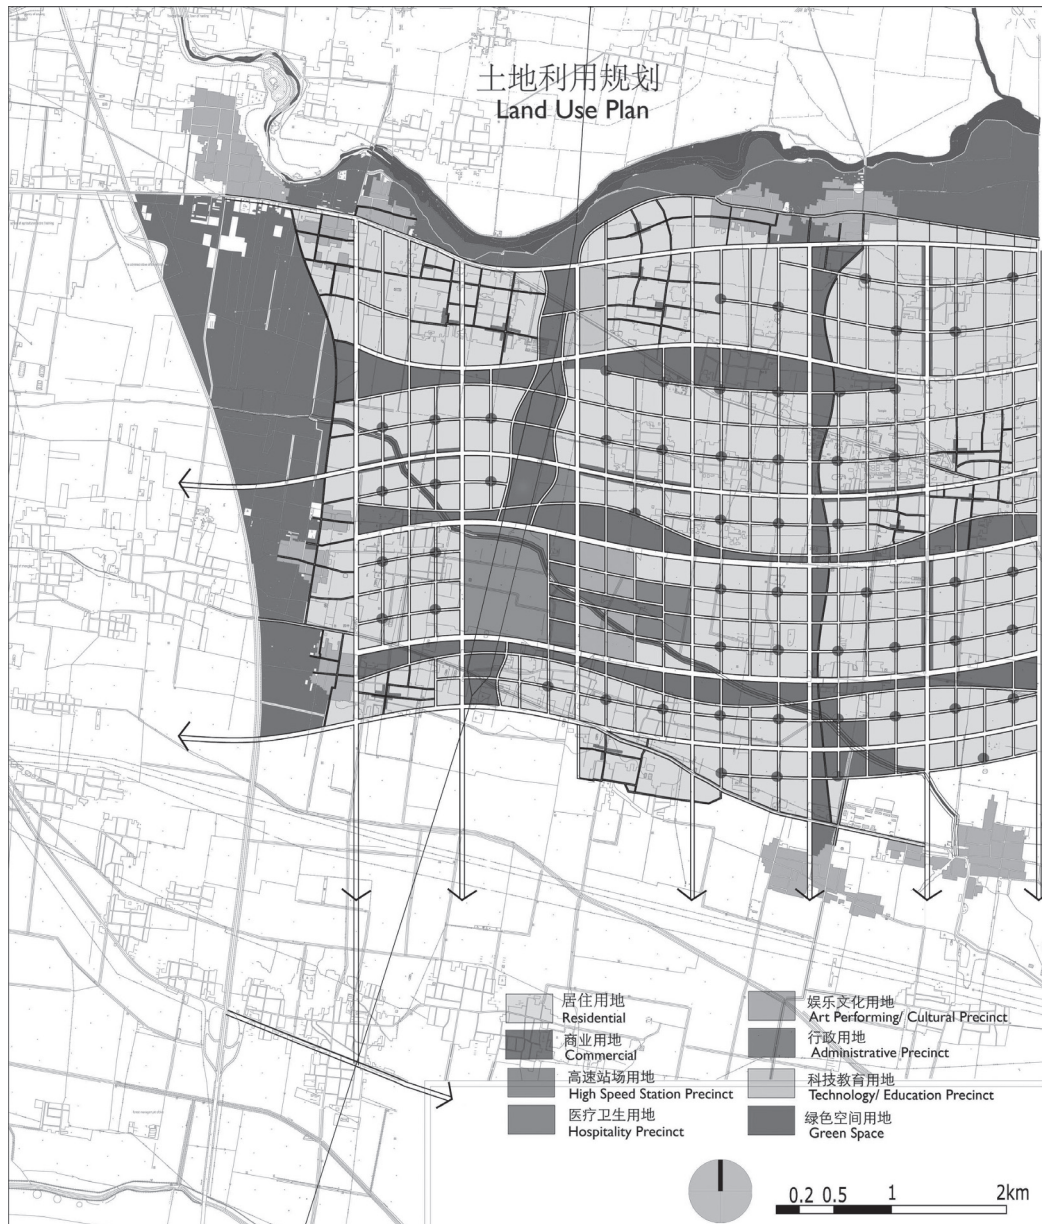 土地利用规划
Land Use Plan
居住用地
Residential
商业用地
Commercial
高速站场用地
High Speed Station Precinct
医疗卫生用地
Hospitality Precinct
娱乐文化用地
Art Performing/ Cultural Precinct
行政用地
Administrative Precinct
科技教育用地
Technology/ Education Precinct
绿色空间用地
Green Space
0.2 0.5 1 2km